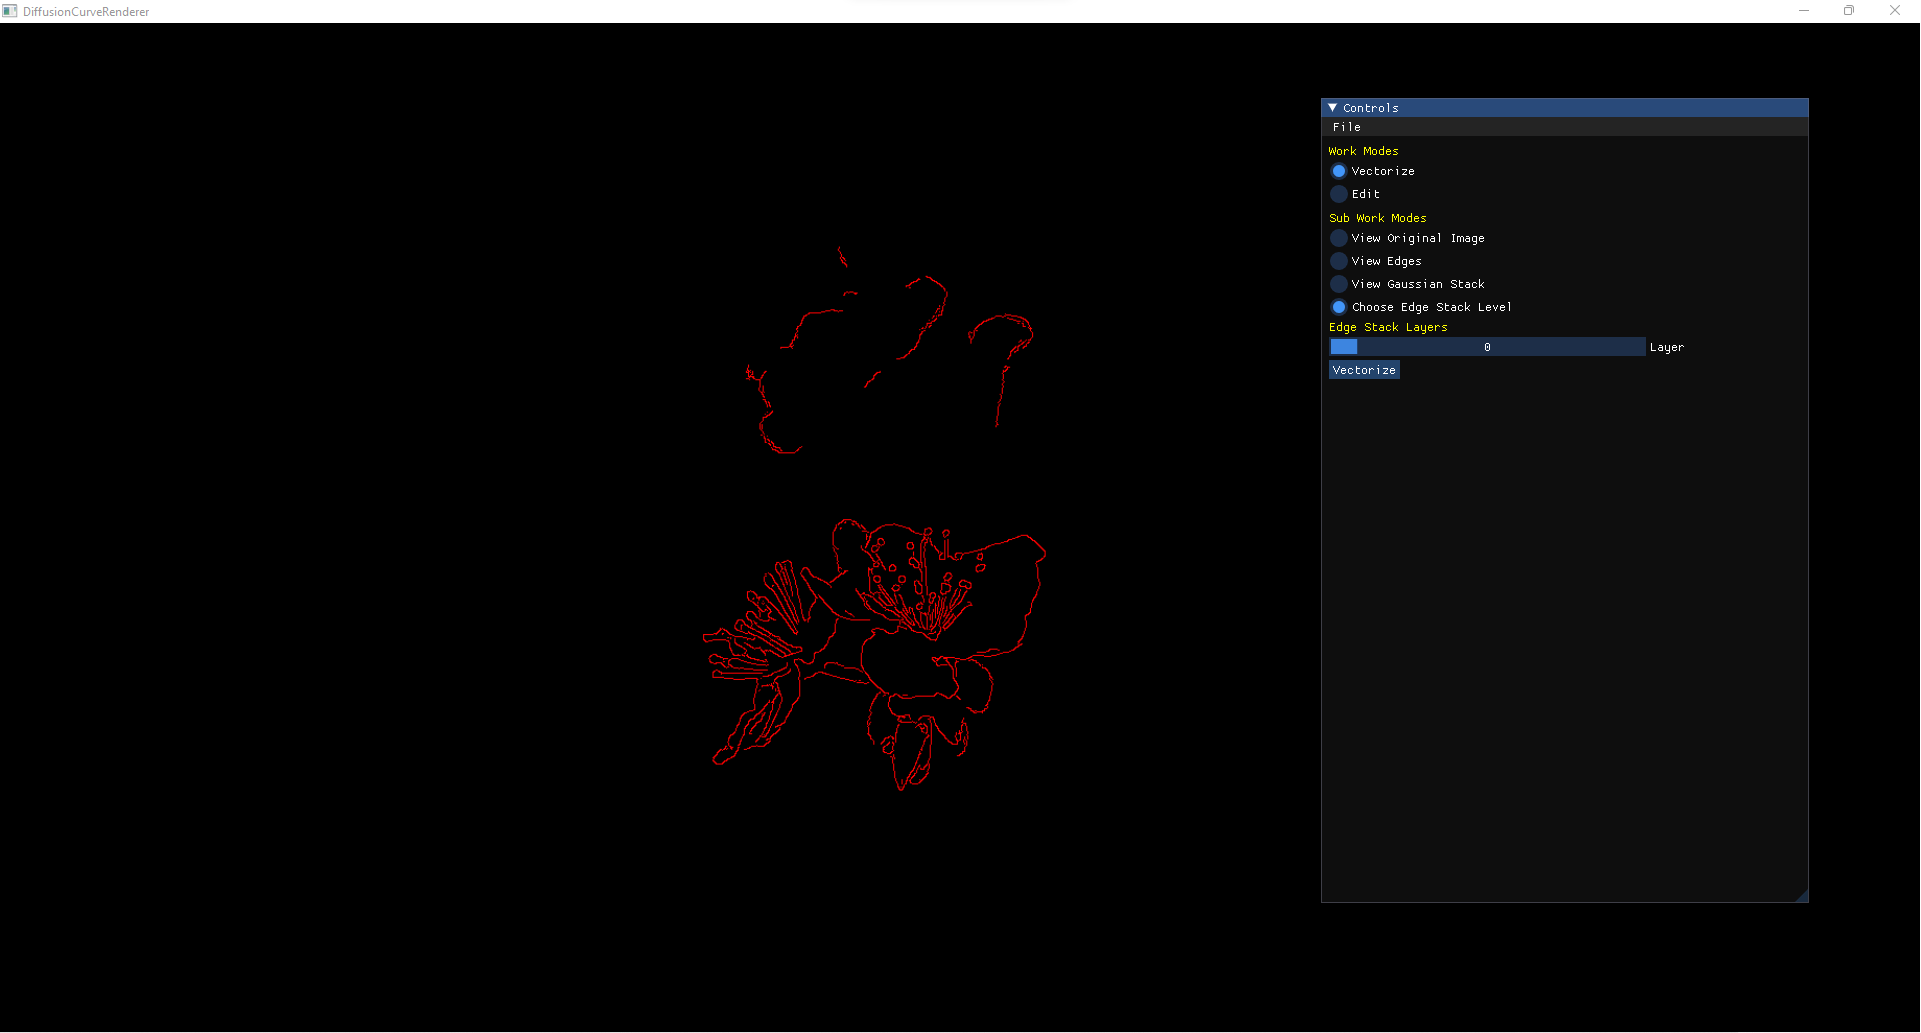 DiffusionCurveRenderer
Controls
File
Work Modes
Vectorize
Edit
Sub Work Modes
View Original Image
View Edges
View Gaussian Stack
Choose Edge Stack Level
Edge Stack Layers
0 Layer
Vectorize